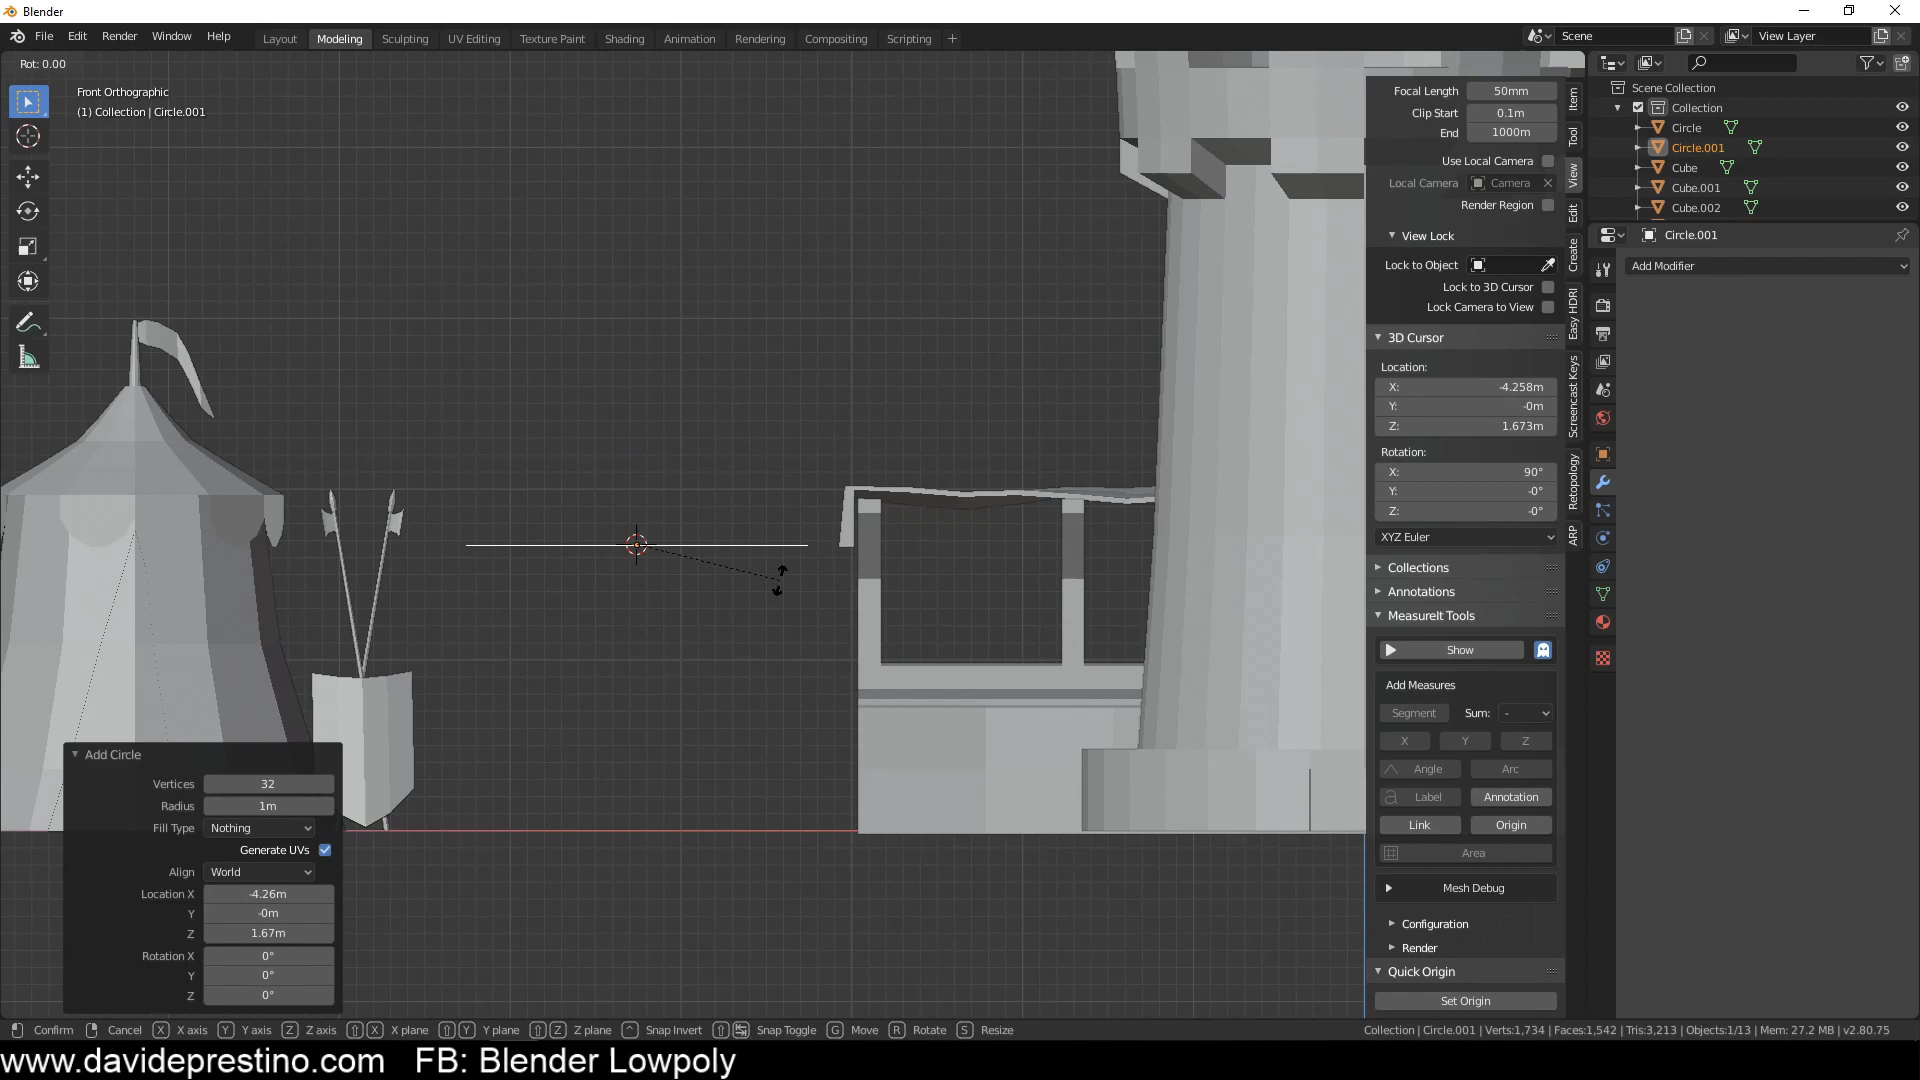 Blender
File Edit Render Window Help Layout Modeling Sculpting UV Editing Texture Paint Shading Animation Rendering Compositing Scripting + Scene View Layer
Rot: 0.00
Front Orthographic
(1) Collection | Circle.001
Focal Length 50mm
Clip Start 0.1m
End 1000m
Use Local Camera
Local Camera Camera
Render Region
View Lock
Lock to Object
Lock to 3D Cursor
Lock Camera to View
3D Cursor
Location:
X: -4.258m
Y: -0m
Z: 1.673m
Rotation:
X: 90°
Y: -0°
Z: -0°
XYZ Euler
Collections
Annotations
MeasureIt Tools
Show
Add Measures
Segment Sum: -
X Y Z
Angle Arc
Label Annotation
Link Origin
Area
Mesh Debug
Configuration
Render
Quick Origin
Set Origin
Item
Tool
View
Edit
Create
Easy HDRI
Screencast Keys
Retopology
ARP
Scene Collection
Collection
Circle
Circle.001
Cube
Cube.001
Cube.002
Circle.001
Add Modifier
Add Circle
Vertices 32
Radius 1m
Fill Type Nothing
Generate UVs
Align World
Location X -4.26m
Y -0m
Z 1.67m
Rotation X 0°
Y 0°
Z 0°
Confirm Cancel X X axis Y Y axis Z Z axis X X plane Y Y plane Z Z plane Snap Invert Snap Toggle G Move R Rotate S Resize Collection | Circle.001 | Verts:1,734 | Faces:1,542 | Tris:3,213 | Objects:1/13 | Mem: 27.2 MB | v2.80.75
www.davideprestino.com FB: Blender Lowpoly